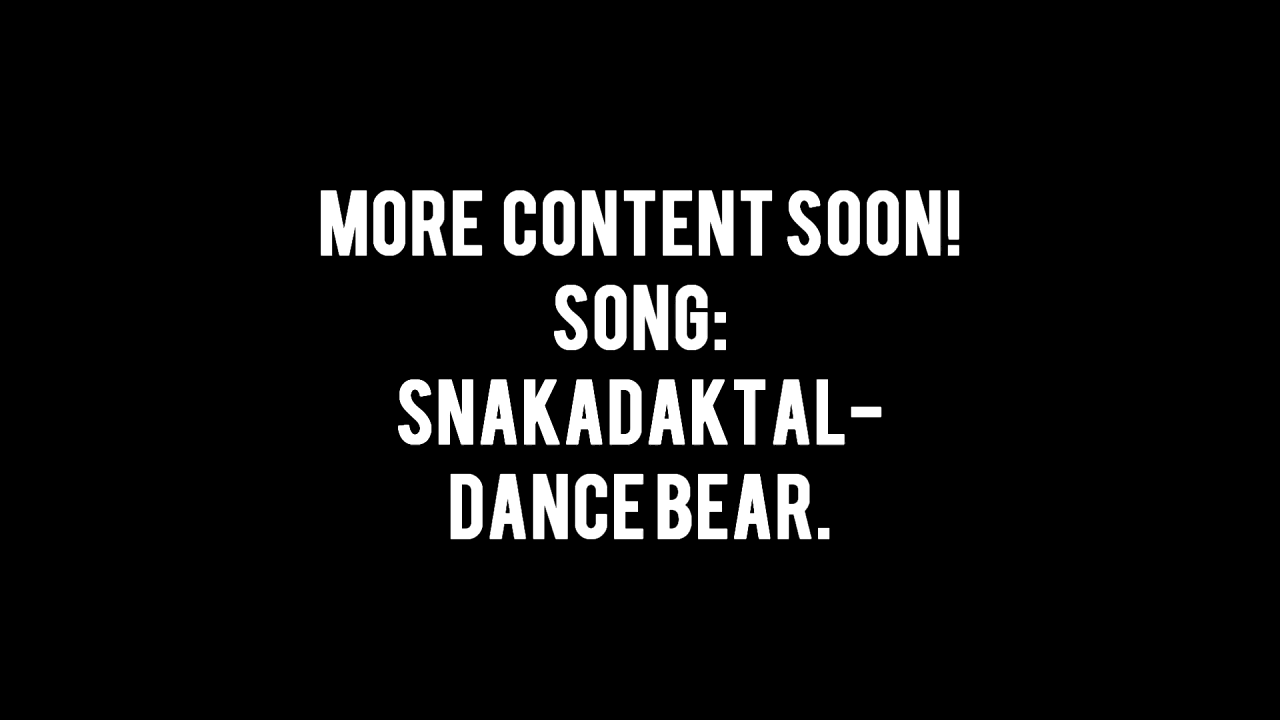 MORE CONTENT SOON!
SONG:
SNAKADAKTAL-
DANCE BEAR.